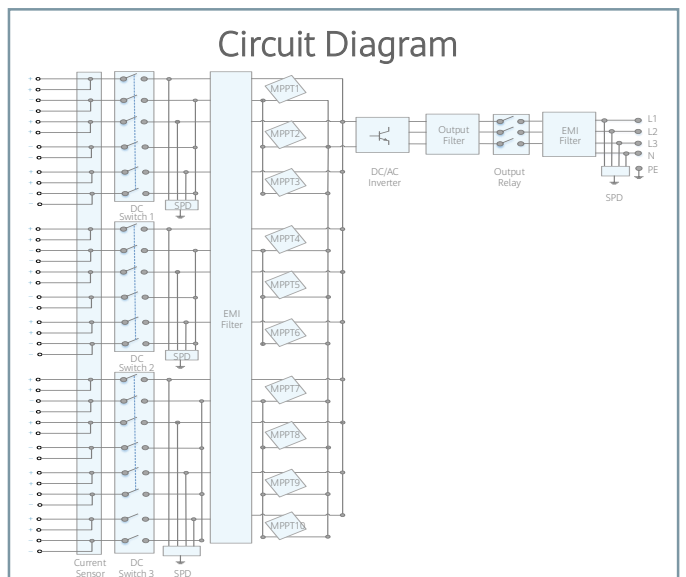 Circuit Diagram
MPPT1
MPPT2
MPPT3
MPPT4
MPPT5
MPPT6
MPPT7
MPPT8
MPPT9
MPPT10
DC
Switch 1
SPD
DC
Switch 2
SPD
EMI
Filter
Current
Sensor
DC
Switch 3
SPD
DC/AC
Inverter
Output
Filter
Output
Relay
EMI
Filter
L1
L2
L3
N
PE
SPD